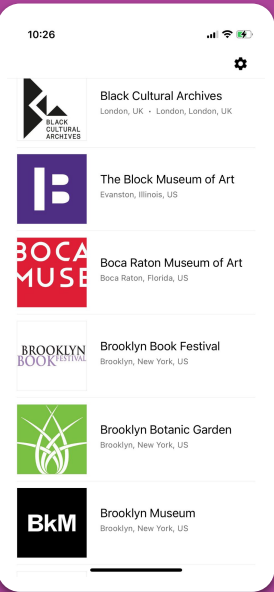 10:26
BLACK
CULTURAL
ARCHIVES
Black Cultural Archives
London, UK • London, London, UK
B
The Block Museum of Art
Evanston, Illinois, US
BOCA
MUSE
Boca Raton Museum of Art
Boca Raton, Florida, US
BROOKLYN
BOOK FESTIVAL
Brooklyn Book Festival
Brooklyn, New York, US
Brooklyn Botanic Garden
Brooklyn, New York, US
BkM
Brooklyn Museum
Brooklyn, New York, US